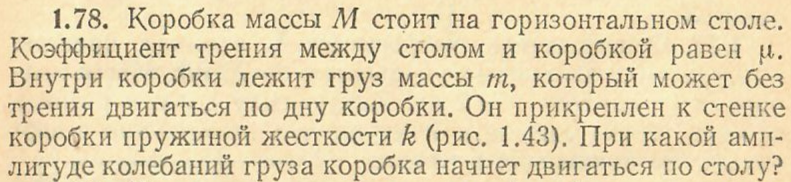 1.78. Коробка массы M стоит на горизонтальном столе.
Коэффициент трения между столом и коробкой равен μ.
Внутри коробки лежит груз массы m, который может без
трения двигаться по дну коробки. Он прикреплен к стенке
коробки пружиной жесткости k (рис. 1.43). При какой амп-
литуде колебаний груза коробка начнет двигаться по столу?